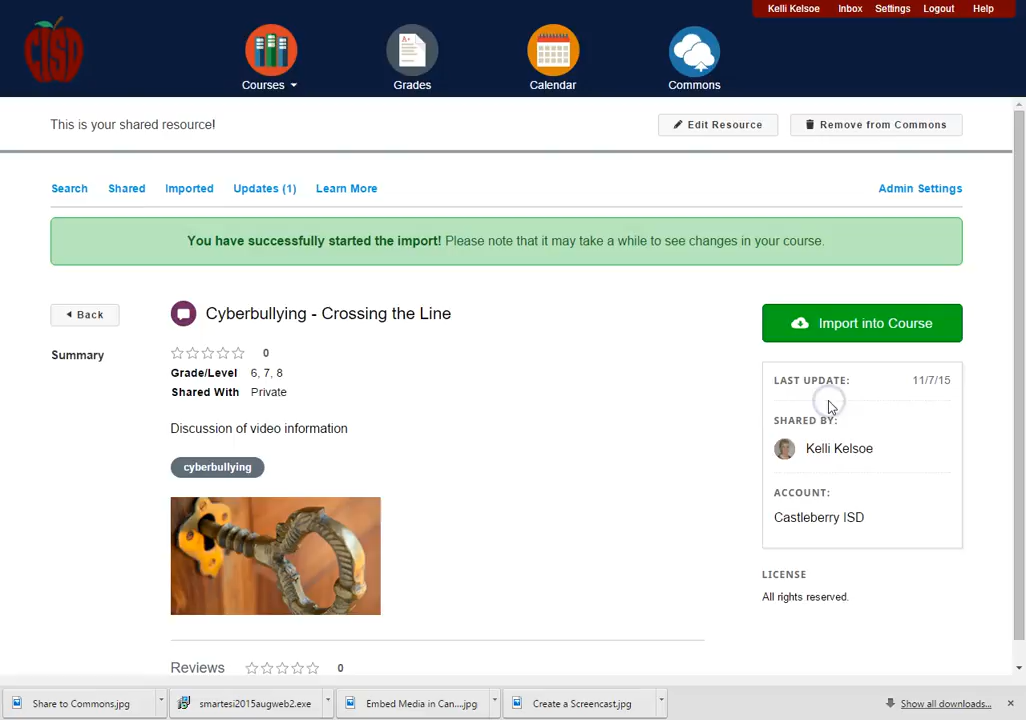 Kelli Kelsoe Inbox Settings Logout Help
CISD
Courses Grades Calendar Commons
This is your shared resource!
Edit Resource Remove from Commons
Search Shared Imported Updates (1) Learn More Admin Settings
You have successfully started the import! Please note that it may take a while to see changes in your course.
Back
Cyberbullying - Crossing the Line
Import into Course
Summary
0
Grade/Level 6, 7, 8
Shared With Private
LAST UPDATE: 11/7/15
SHARED BY:
Discussion of video information
Kelli Kelsoe
cyberbullying
ACCOUNT:
Castleberry ISD
LICENSE
All rights reserved.
Reviews 0
Share to Commons.jpg smartesi2015augweb2.exe Embed Media in Can....jpg Create a Screencast.jpg Show all downloads...